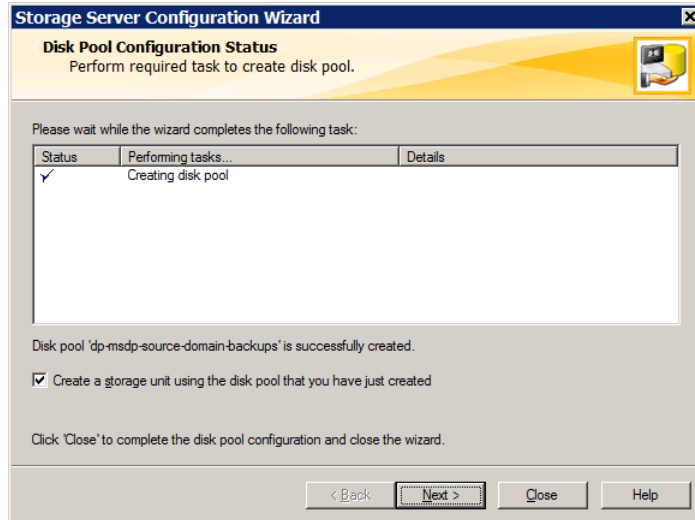 Storage Server Configuration Wizard
Disk Pool Configuration Status
Perform required task to create disk pool.
Please wait while the wizard completes the following task:
Status Performing tasks... Details
Creating disk pool
Disk pool 'dp-msdp-source-domain-backups' is successfully created.
Create a storage unit using the disk pool that you have just created
Click 'Close' to complete the disk pool configuration and close the wizard.
< Back Next > Close Help